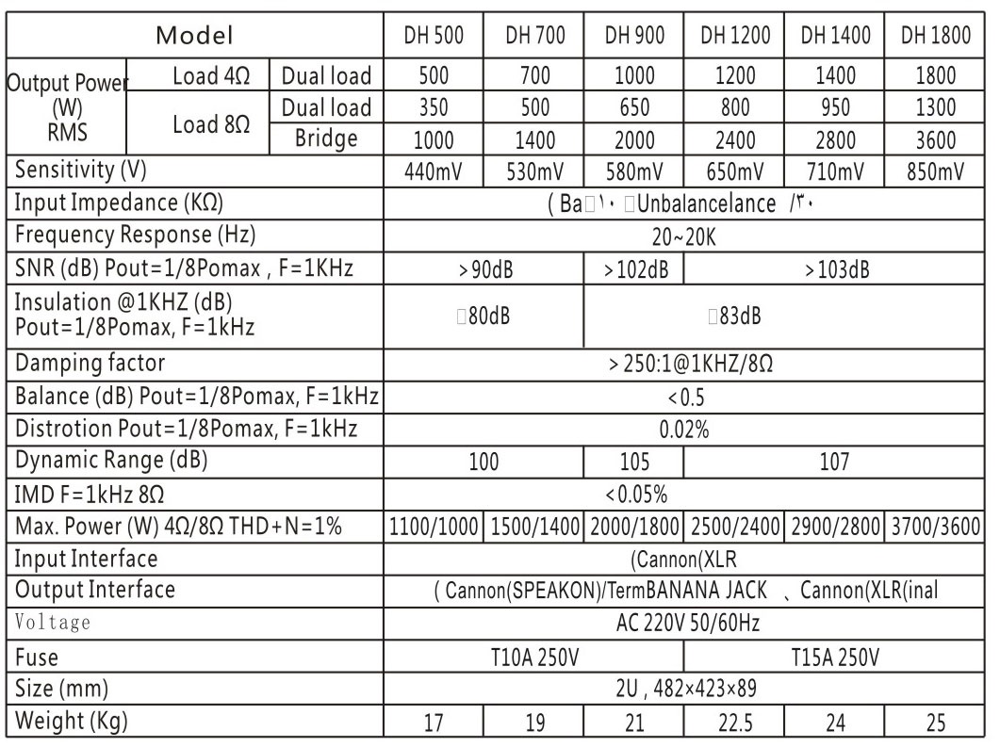 Model DH 500 DH 700 DH 900 DH 1200 DH 1400 DH 1800
Output Power (W) RMS Load 4Ω Dual load 500 700 1000 1200 1400 1800
Load 8Ω Dual load 350 500 650 800 950 1300
Bridge 1000 1400 2000 2400 2800 3600
Sensitivity (V) 440mV 530mV 580mV 650mV 710mV 850mV
Input Impedance (KΩ) ( Ba□١٠ □Unbalancelance /٣٠
Frequency Response (Hz) 20~20K
SNR (dB) Pout=1/8Pomax , F=1KHz >90dB >102dB >103dB
Insulation @1KHZ (dB)
Pout=1/8Pomax, F=1kHz □80dB □83dB
Damping factor > 250:1@1KHZ/8Ω
Balance (dB) Pout=1/8Pomax, F=1kHz <0.5
Distrotion Pout=1/8Pomax, F=1kHz 0.02%
Dynamic Range (dB) 100 105 107
IMD F=1kHz 8Ω <0.05%
Max. Power (W) 4Ω/8Ω THD+N=1% 1100/1000 1500/1400 2000/1800 2500/2400 2900/2800 3700/3600
Input Interface (Cannon(XLR
Output Interface ( Cannon(SPEAKON)/TermBANANA JACK 、Cannon(XLR(inal
Voltage AC 220V 50/60Hz
Fuse T10A 250V T15A 250V
Size (mm) 2U , 482×423×89
Weight (Kg) 17 19 21 22.5 24 25